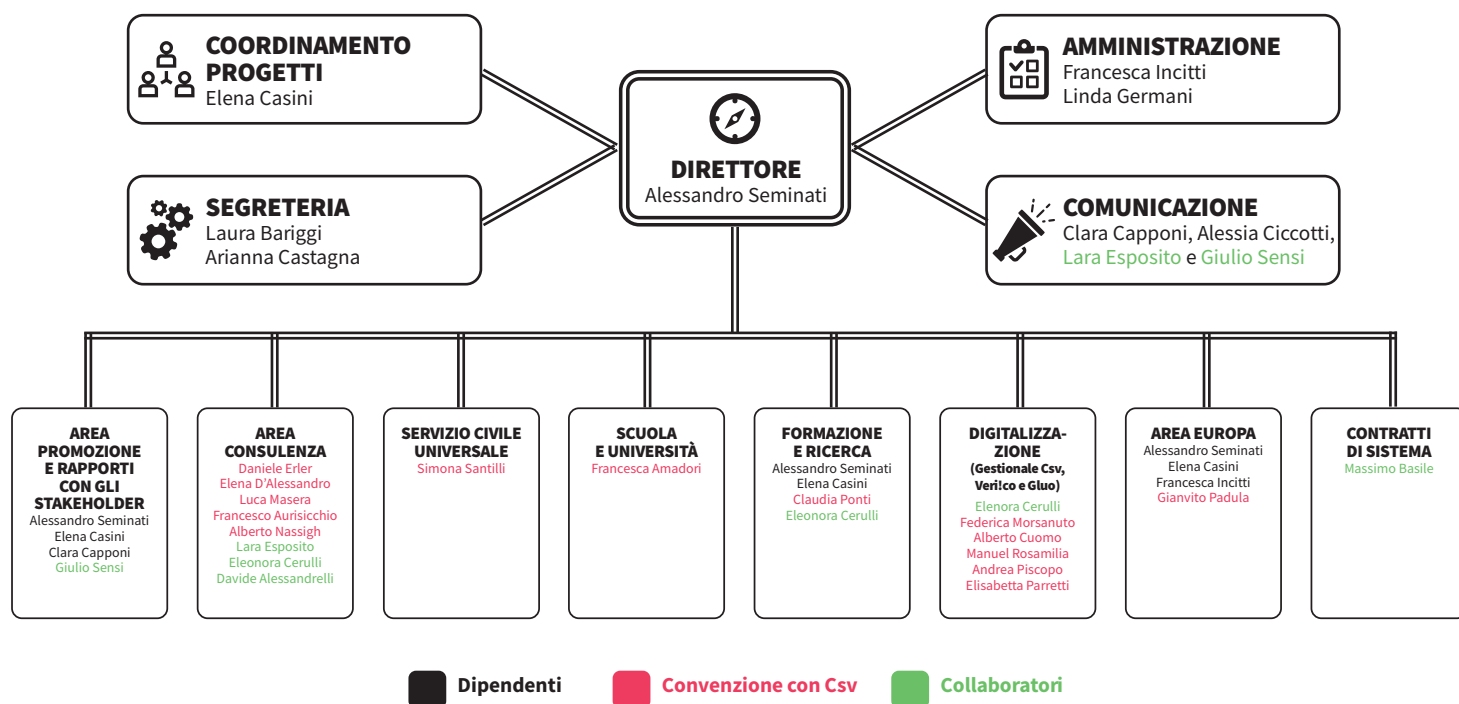 COORDINAMENTO
PROGETTI
Elena Casini
AMMINISTRAZIONE
Francesca Incitti
Linda Germani
DIRETTORE
Alessandro Seminati
SEGRETERIA
Laura Bariggi
Arianna Castagna
COMUNICAZIONE
Clara Capponi, Alessia Ciccotti,
Lara Esposito e Giulio Sensi
AREA
PROMOZIONE
E RAPPORTI
CON GLI
STAKEHOLDER
Alessandro Seminati
Elena Casini
Clara Capponi
Giulio Sensi
AREA
CONSULENZA
Daniele Erler
Elena D'Alessandro
Luca Masera
Francesco Aurisicchio
Alberto Nassigh
Lara Esposito
Eleonora Cerulli
Davide Alessandrelli
SERVIZIO CIVILE
UNIVERSALE
Simona Santilli
SCUOLA
E UNIVERSITÀ
Francesca Amadori
FORMAZIONE
E RICERCA
Alessandro Seminati
Elena Casini
Claudia Ponti
Eleonora Cerulli
DIGITALIZZA-
ZIONE
(Gestionale Csv,
Veri!co e Gluo)
Elenora Cerulli
Federica Morsanuto
Alberto Cuomo
Manuel Rosamilia
Andrea Piscopo
Elisabetta Parretti
AREA EUROPA
Alessandro Seminati
Elena Casini
Francesca Incitti
Gianvito Padula
CONTRATTI
DI SISTEMA
Massimo Basile
Dipendenti
Convenzione con Csv
Collaboratori